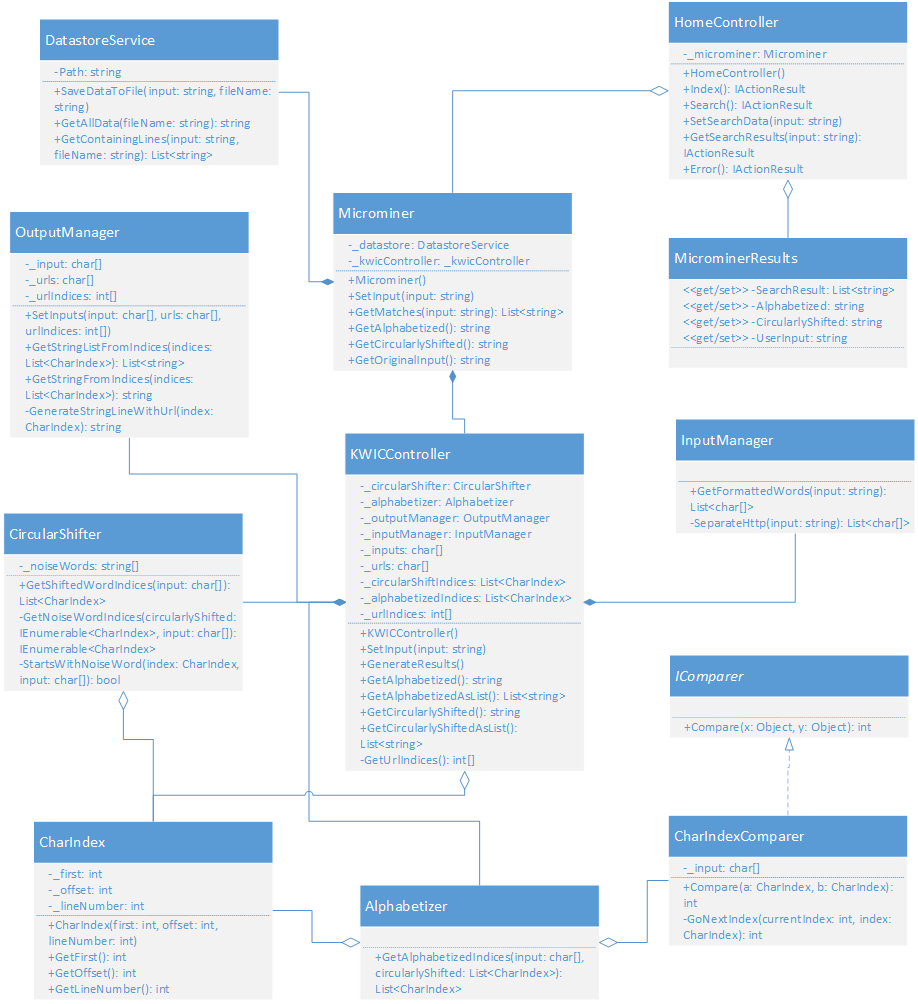 DatastoreService
-Path: string
+SaveDataToFile(input: string, fileName:
string)
+GetAllData(fileName: string): string
+GetContainingLines(input: string,
fileName: string): List<string>
HomeController
-_microminer: Microminer
+HomeController()
+Index(): IActionResult
+Search(): IActionResult
+SetSearchData(input: string)
+GetSearchResults(input: string):
IActionResult
+Error(): IActionResult
Microminer
-_datastore: DatastoreService
-_kwicController: _kwicController
+Microminer()
+SetInput(input: string)
+GetMatches(input: string): List<string>
+GetAlphabetized(): string
+GetCircularlyShifted(): string
+GetOriginalInput(): string
OutputManager
-_input: char[]
-_urls: char[]
-_urlIndices: int[]
+SetInputs(input: char[], urls: char[],
urlIndices: int[])
+GetStringListFromIndices(indices:
List<CharIndex>): List<string>
+GetStringFromIndices(indices:
List<CharIndex>): string
-GenerateStringLineWithUrl(index:
CharIndex): string
MicrominerResults
<<get/set>> -SearchResult: List<string>
<<get/set>> -Alphabetized: string
<<get/set>> -CircularlyShifted: string
<<get/set>> -UserInput: string
KWICController
-_circularShifter: CircularShifter
-_alphabetizer: Alphabetizer
-_outputManager: OutputManager
-_inputManager: InputManager
-_inputs: char[]
-_urls: char[]
-_circularShiftIndices: List<CharIndex>
-_alphabetizedIndices: List<CharIndex>
-_urlIndices: int[]
+KWICController()
+SetInput(input: string)
+GenerateResults()
+GetAlphabetized(): string
+GetAlphabetizedAsList(): List<string>
+GetCircularlyShifted(): string
+GetCircularlyShiftedAsList():
List<string>
-GetUrlIndices(): int[]
InputManager
+GetFormattedWords(input: string):
List<char[]>
-SeparateHttp(input: string): List<char[]>
CircularShifter
-_noiseWords: string[]
+GetShiftedWordIndices(input: char[]):
List<CharIndex>
-GetNoiseWordIndices(circularlyShifted:
IEnumerable<CharIndex>, input: char[]):
IEnumerable<CharIndex>
-StartsWithNoiseWord(index: CharIndex,
input: char[]): bool
IComparer
+Compare(x: Object, y: Object): int
CharIndex
-_first: int
-_offset: int
-_lineNumber: int
+CharIndex(first: int, offset: int,
lineNumber: int)
+GetFirst(): int
+GetOffset(): int
+GetLineNumber(): int
Alphabetizer
+GetAlphabetizedIndices(input: char[],
circularlyShifted: List<CharIndex>):
List<CharIndex>
CharIndexComparer
-_input: char[]
+Compare(a: CharIndex, b: CharIndex):
int
-GoNextIndex(currentIndex: int, index:
CharIndex): int